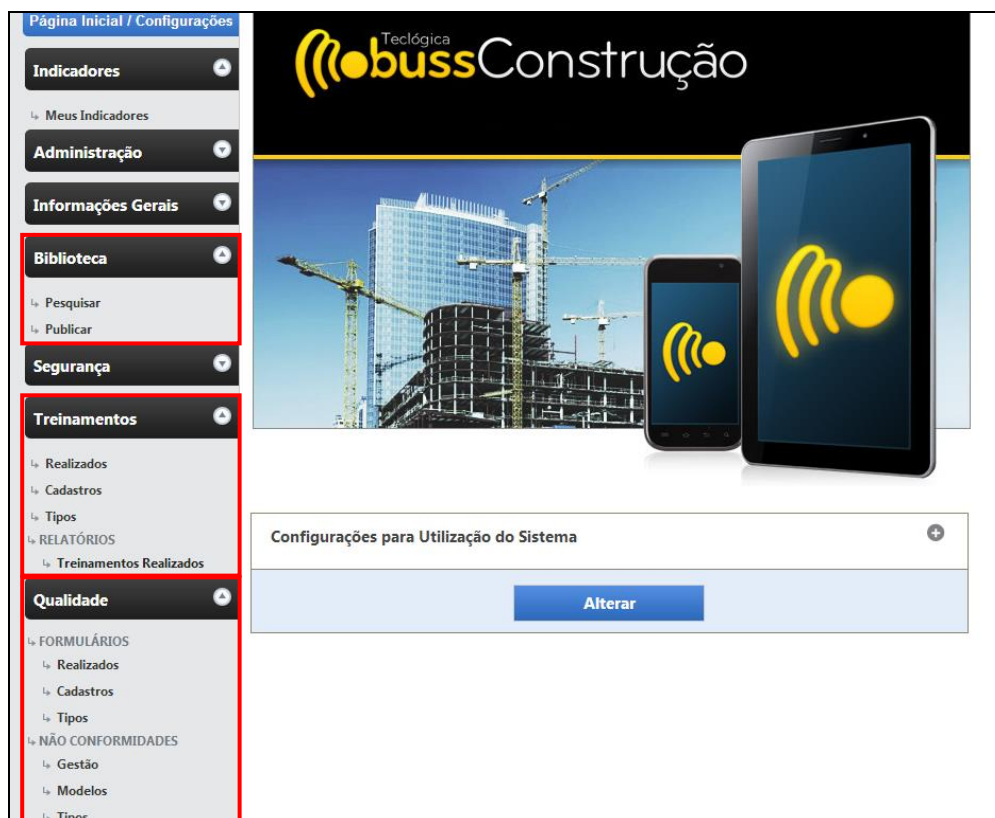 Página Inicial / Configurações
Indicadores
Meus Indicadores
Administração
Informações Gerais
Biblioteca
Pesquisar
Publicar
Segurança
Treinamentos
Realizados
Cadastros
Tipos
RELATÓRIOS
Treinamentos Realizados
Qualidade
FORMULÁRIOS
Realizados
Cadastros
Tipos
NÃO CONFORMIDADES
Gestão
Modelos
Tipos
Teclógica
mobussConstrução
Configurações para Utilização do Sistema
Alterar